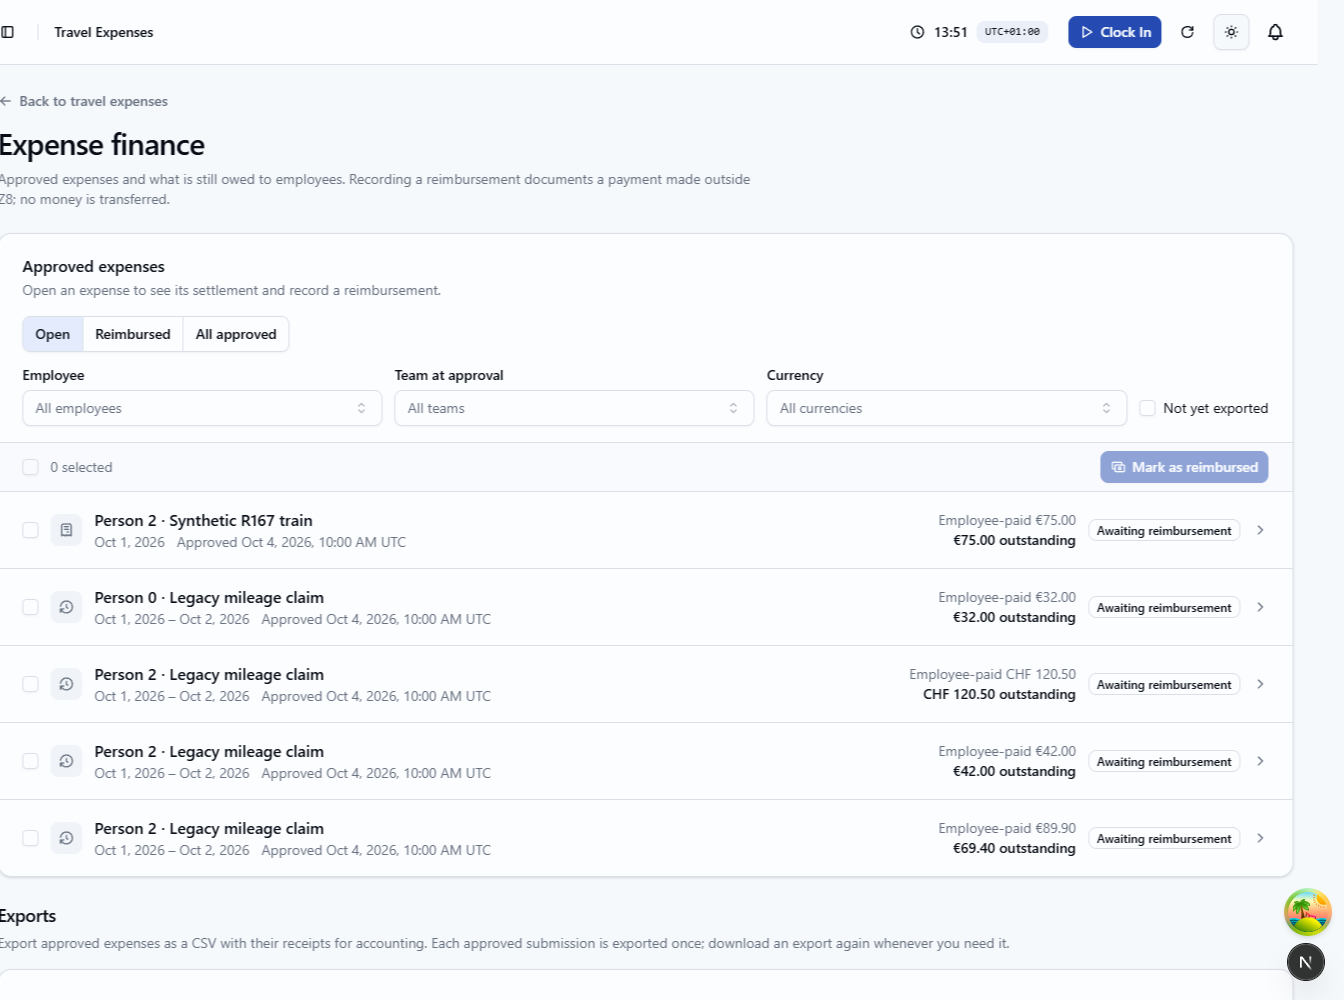 Travel Expenses
13:51 UTC+01:00
Clock In
Back to travel expenses
Expense finance
Approved expenses and what is still owed to employees. Recording a reimbursement documents a payment made outside
Z8; no money is transferred.
Approved expenses
Open an expense to see its settlement and record a reimbursement.
Open Reimbursed All approved
Employee Team at approval Currency
All employees All teams All currencies Not yet exported
0 selected Mark as reimbursed
Person 2 · Synthetic R167 train
Oct 1, 2026 Approved Oct 4, 2026, 10:00 AM UTC
Employee-paid €75.00
€75.00 outstanding
Awaiting reimbursement
Person 0 · Legacy mileage claim
Oct 1, 2026 – Oct 2, 2026 Approved Oct 4, 2026, 10:00 AM UTC
Employee-paid €32.00
€32.00 outstanding
Awaiting reimbursement
Person 2 · Legacy mileage claim
Oct 1, 2026 – Oct 2, 2026 Approved Oct 4, 2026, 10:00 AM UTC
Employee-paid CHF 120.50
CHF 120.50 outstanding
Awaiting reimbursement
Person 2 · Legacy mileage claim
Oct 1, 2026 – Oct 2, 2026 Approved Oct 4, 2026, 10:00 AM UTC
Employee-paid €42.00
€42.00 outstanding
Awaiting reimbursement
Person 2 · Legacy mileage claim
Oct 1, 2026 – Oct 2, 2026 Approved Oct 4, 2026, 10:00 AM UTC
Employee-paid €89.90
€69.40 outstanding
Awaiting reimbursement
Exports
Export approved expenses as a CSV with their receipts for accounting. Each approved submission is exported once; download an export again whenever you need it.
N